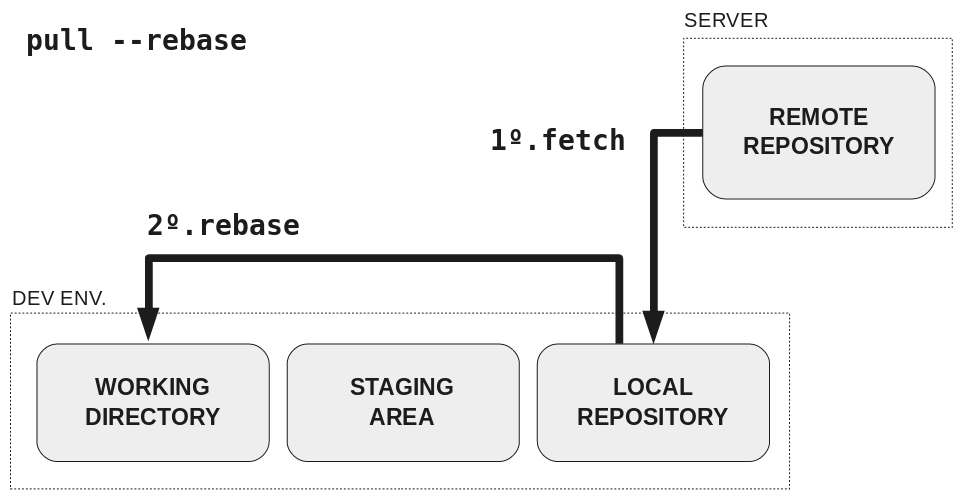 pull --rebase
SERVER
REMOTE
REPOSITORY
1º.fetch
2º.rebase
DEV ENV.
WORKING
DIRECTORY
STAGING
AREA
LOCAL
REPOSITORY